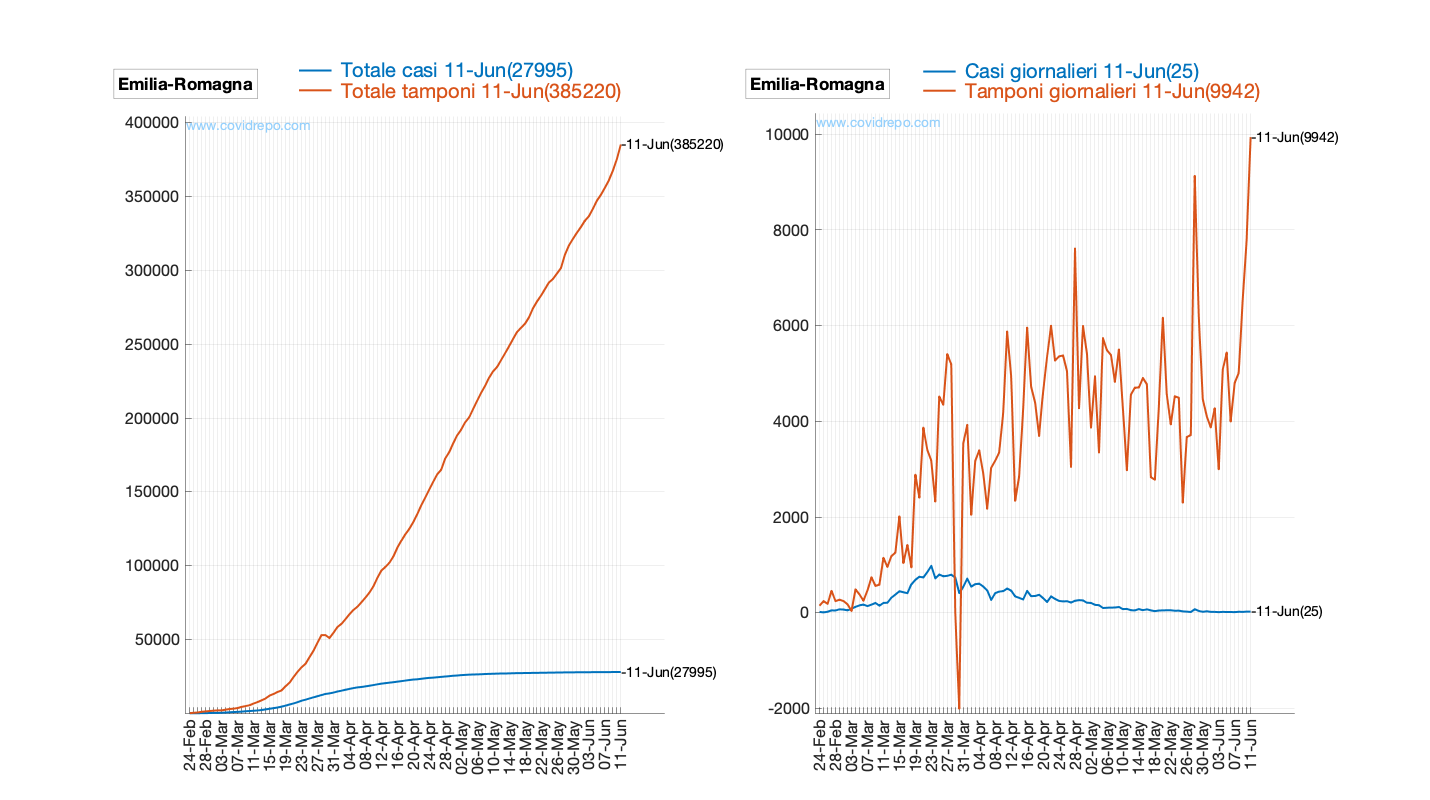 Emilia-Romagna
Totale casi 11-Jun(27995)
Totale tamponi 11-Jun(385220)
www.covidrepo.com
400000
350000
300000
250000
200000
150000
100000
50000
11-Jun(385220)
11-Jun(27995)
24-Feb
28-Feb
03-Mar
07-Mar
11-Mar
15-Mar
19-Mar
23-Mar
27-Mar
31-Mar
04-Apr
08-Apr
12-Apr
16-Apr
20-Apr
24-Apr
28-Apr
02-May
06-May
10-May
14-May
18-May
22-May
26-May
30-May
03-Jun
07-Jun
11-Jun
Emilia-Romagna
Casi giornalieri 11-Jun(25)
Tamponi giornalieri 11-Jun(9942)
www.covidrepo.com
10000
8000
6000
4000
2000
0
-2000
11-Jun(9942)
11-Jun(25)
24-Feb
28-Feb
03-Mar
07-Mar
11-Mar
15-Mar
19-Mar
23-Mar
27-Mar
31-Mar
04-Apr
08-Apr
12-Apr
16-Apr
20-Apr
24-Apr
28-Apr
02-May
06-May
10-May
14-May
18-May
22-May
26-May
30-May
03-Jun
07-Jun
11-Jun